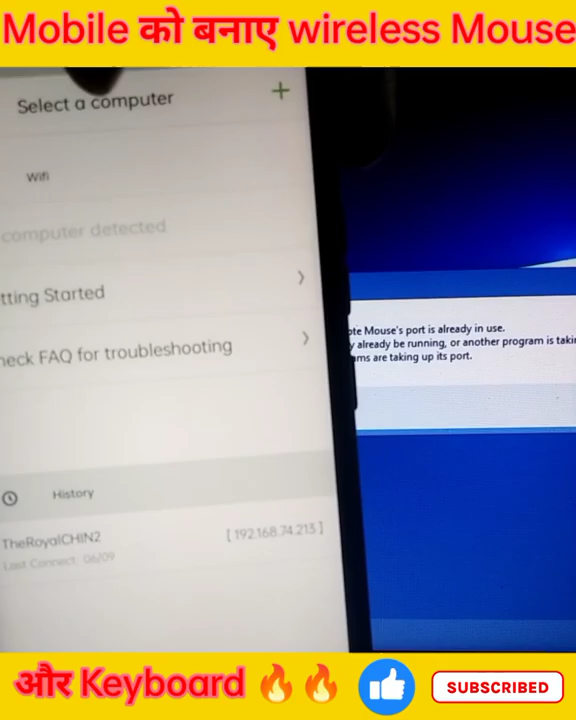 Mobile को बनाए wireless Mouse
Select a computer
Wifi
computer detected
tting Started
heck FAQ for troubleshooting
History
TheRoyalCHIN2
[ 192.168.74.213 ]
Last Connect: 06/09
ote Mouse's port is already in use.
y already be running, or another program is takin
ms are taking up its port.
और Keyboard
SUBSCRIBED